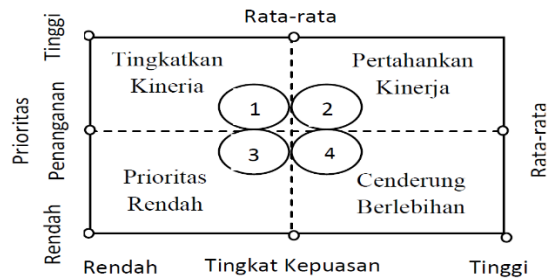 Rata-rata
Tinggi
Tingkatkan
Kineria
Pertahankan
Kinerja
1
2
Prioritas
Penanganan
Rata-rata
3
4
Prioritas
Rendah
Cenderung
Berlebihan
Rendah
Rendah
Tingkat Kepuasan
Tinggi